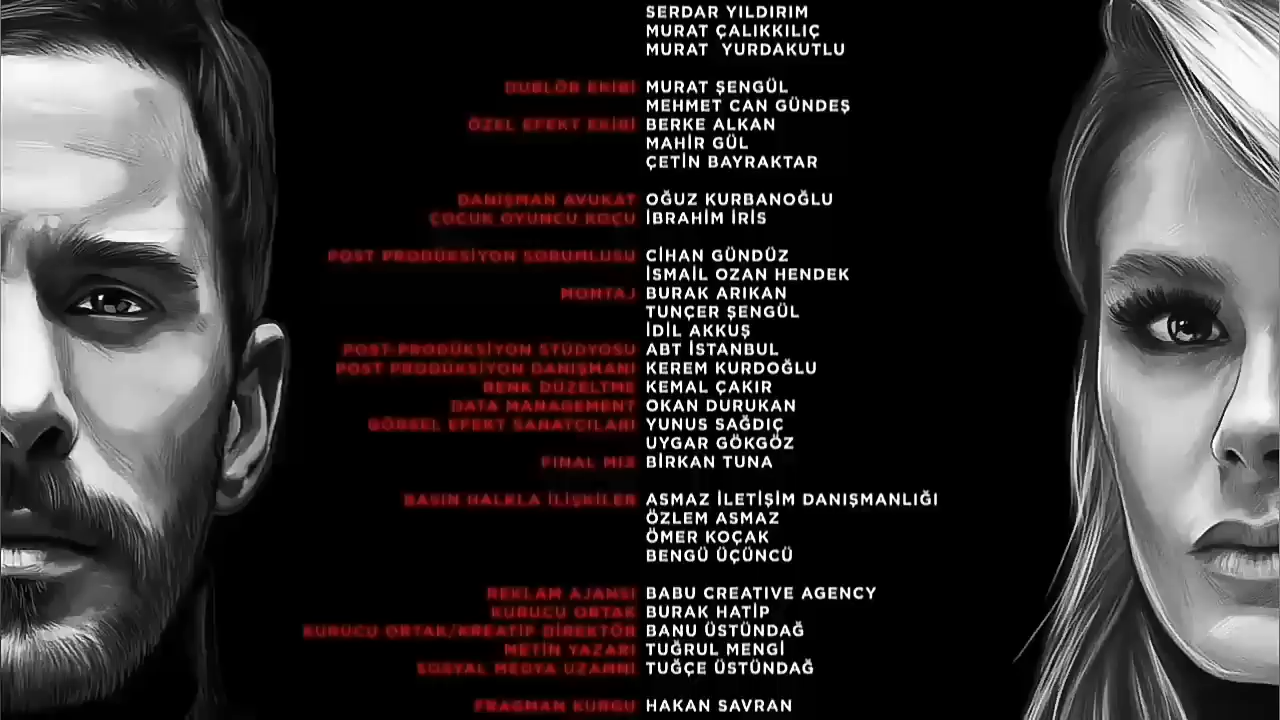 SERDAR YILDIRIM
MURAT ÇALIKKILIÇ
MURAT YURDAKUTLU
DUBLÖR EKİBİ MURAT ŞENGÜL
MEHMET CAN GÜNDEŞ
ÖZEL EFEKT EKİBİ BERKE ALKAN
MAHİR GÜL
ÇETİN BAYRAKTAR
DANIŞMAN AVUKAT OĞUZ KURBANOĞLU
ÇOCUK OYUNCU KOÇU İBRAHİM İRİS
POST PRODÜKSİYON SORUMLUSU CİHAN GÜNDÜZ
İSMAİL OZAN HENDEK
MONTAJ BURAK ARIKAN
TUNÇER ŞENGÜL
İDİL AKKUŞ
POST-PRODÜKSİYON STÜDYOSU ABT İSTANBUL
POST PRODÜKSİYON DANIŞMANI KEREM KURDOĞLU
RENK DÜZELTME KEMAL ÇAKIR
DATA MANAGEMENT OKAN DURUKAN
GÖRSEL EFEKT SANATÇILARI YUNUS SAĞDIÇ
UYGAR GÖKGÖZ
FINAL MIX BİRKAN TUNA
BASIN HALKLA İLİŞKİLER ASMAZ İLETİŞİM DANIŞMANLIĞI
ÖZLEM ASMAZ
ÖMER KOÇAK
BENGÜ ÜÇÜNCÜ
REKLAM AJANSI BABU CREATIVE AGENCY
KURUCU ORTAK BURAK HATİP
KURUCU ORTAK/KREATİF DİREKTÖR BANU ÜSTÜNDAĞ
METİN YAZARI TUĞRUL MENGİ
SOSYAL MEDYA UZAMNI TUĞÇE ÜSTÜNDAĞ
FRAGMAN KURGU HAKAN SAVRAN